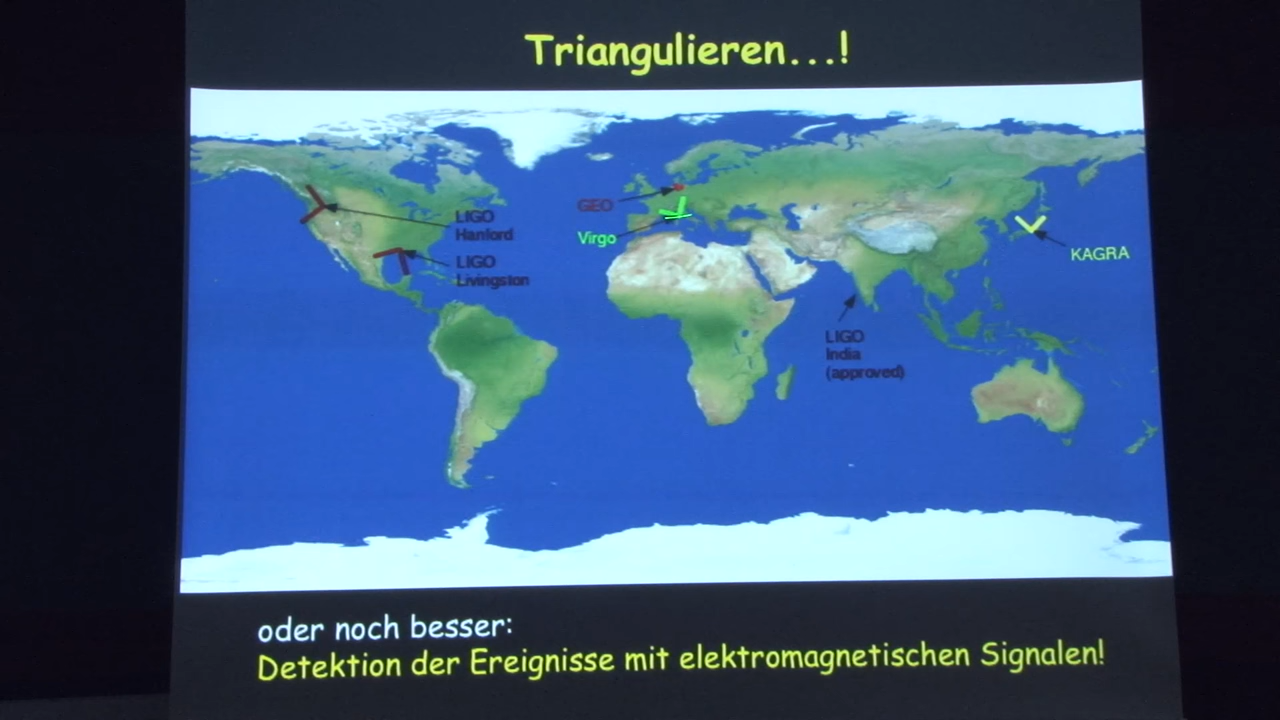 Triangulieren...!
LIGO
Hanford
LIGO
Livingston
GEO
Virgo
KAGRA
LIGO
India
(approved)
oder noch besser:
Detektion der Ereignisse mit elektromagnetischen Signalen!